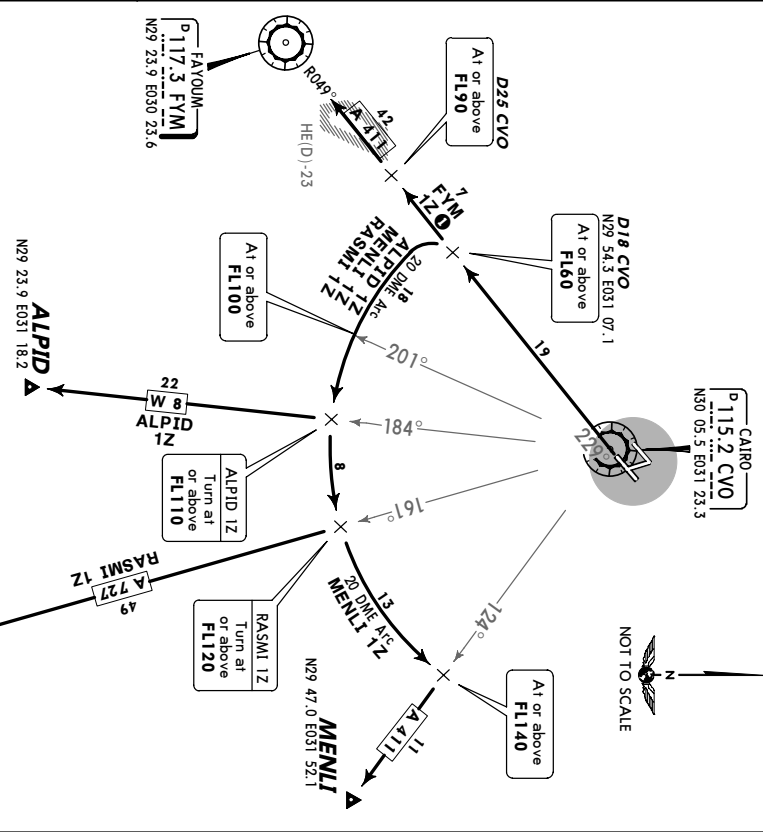 D25 CVO
At or above
FL90
D18 CVO
N29 54.3 E031 07.1
At or above
FL60
CAIRO
D
115.2 CVO
N30 05.5 E031 23.3
FAYOUM
D
117.3 FYM
N29 23.9 E030 23.6
R049°
42
A 411
HE(D)-23
7
FYM
1Z 1
19
229°
18
20 DME Arc
ALPID 1Z
MENLI 1Z
RASMI 1Z
At or above
FL100
201°
184°
161°
124°
ALPID
N29 23.9 E031 18.2
22
W 8
ALPID
1Z
ALPID 1Z
Turn at
or above
FL110
8
RASMI 1Z
A 727
49
RASMI 1Z
Turn at
or above
FL120
13
20 DME Arc
MENLI 1Z
At or above
FL140
11
A 411
MENLI
N29 47.0 E031 52.1
NOT TO SCALE
N